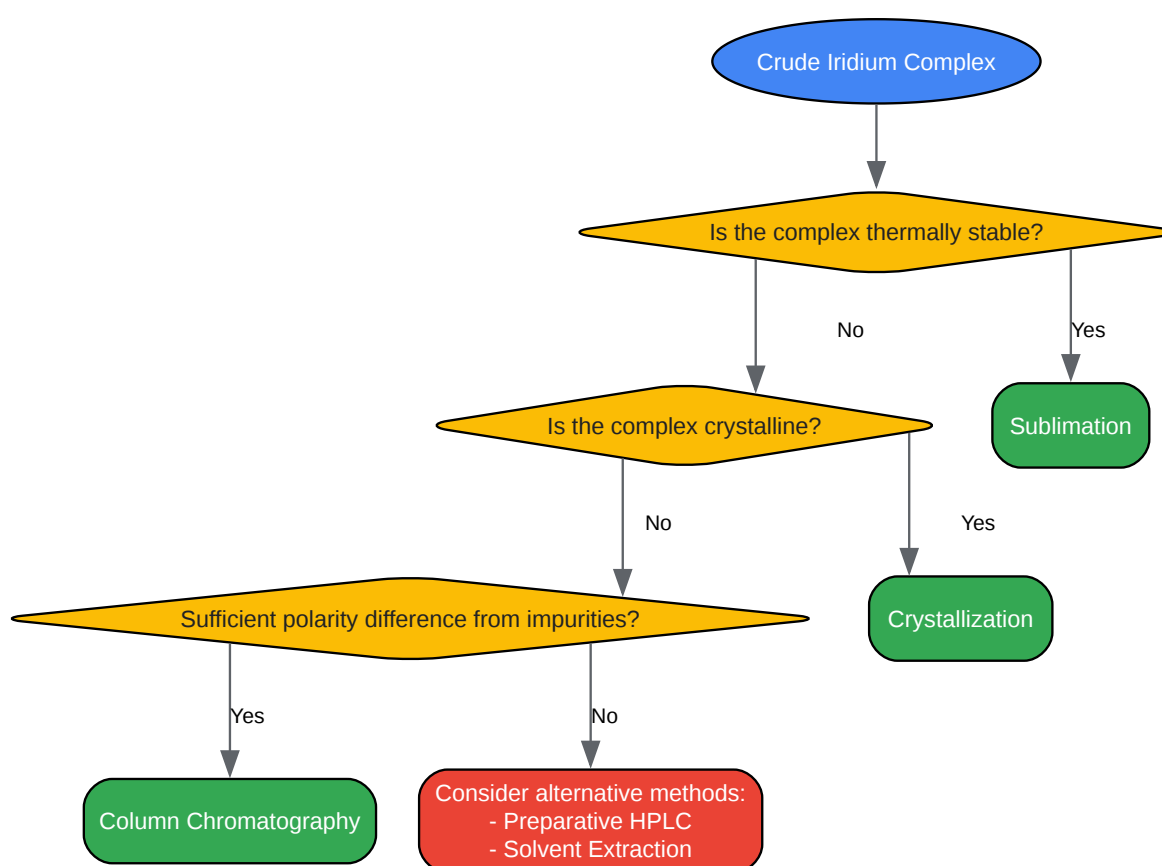 Crude Iridium Complex
Is the complex thermally stable?
No
Yes
Is the complex crystalline?
Sublimation
No
Yes
Sufficient polarity difference from impurities?
Crystallization
Yes
No
Column Chromatography
Consider alternative methods:
- Preparative HPLC
- Solvent Extraction